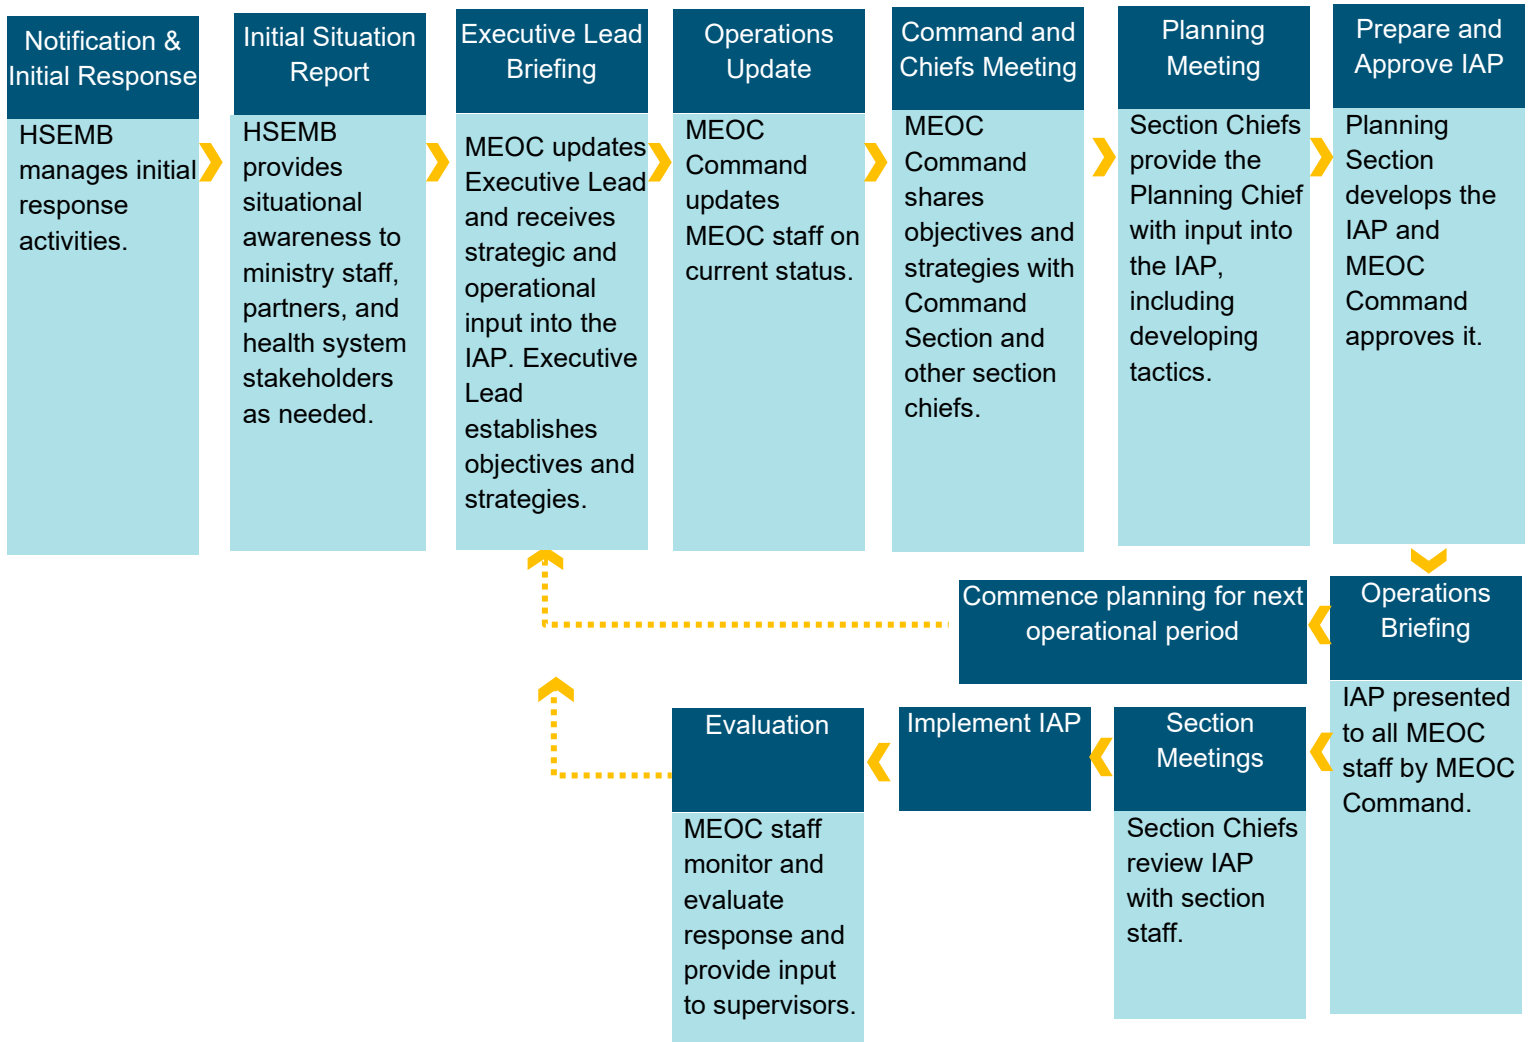 Notification &
Initial Response
HSEMB
manages initial
response
activities.
Initial Situation
Report
HSEMB
provides
situational
awareness to
ministry staff,
partners, and
health system
stakeholders
as needed.
Executive Lead
Briefing
MEOC updates
Executive Lead
and receives
strategic and
operational
input into the
IAP. Executive
Lead
establishes
objectives and
strategies.
Operations
Update
MEOC
Command
updates
MEOC staff on
current status.
Command and
Chiefs Meeting
MEOC
Command
shares
objectives and
strategies with
Command
Section and
other section
chiefs.
Planning
Meeting
Section Chiefs
provide the
Planning Chief
with input into
the IAP,
including
developing
tactics.
Prepare and
Approve IAP
Planning
Section
develops the
IAP and
MEOC
Command
approves it.
Operations
Briefing
IAP presented
to all MEOC
staff by MEOC
Command.
Commence planning for next
operational period
Section
Meetings
Section Chiefs
review IAP
with section
staff.
Implement IAP
Evaluation
MEOC staff
monitor and
evaluate
response and
provide input
to supervisors.